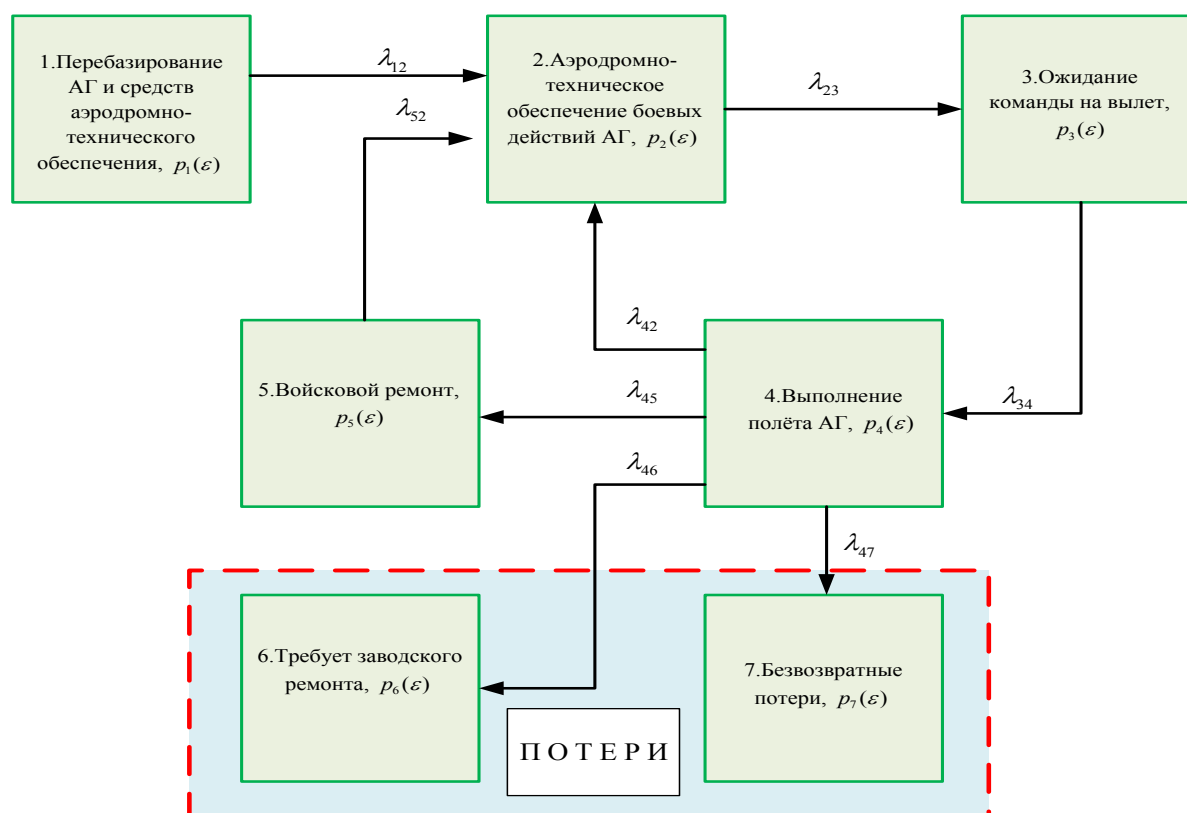 1.Перебазирование
АГ и средств
аэродромно-
технического
обеспечения, p₁(ε)
λ₁₂
2.Аэродромно-
техническое
обеспечение боевых
действий АГ, p₂(ε)
λ₂₃
3.Ожидание
команды на вылет,
p₃(ε)
λ₅₂
λ₃₄
λ₄₂
λ₄₅
λ₄₆
λ₄₇
5.Войсковой ремонт,
p₅(ε)
4.Выполнение
полёта АГ, p₄(ε)
6.Требует заводского
ремонта, p₆(ε)
7.Безвозвратные
потери, p₇(ε)
П О Т Е Р И